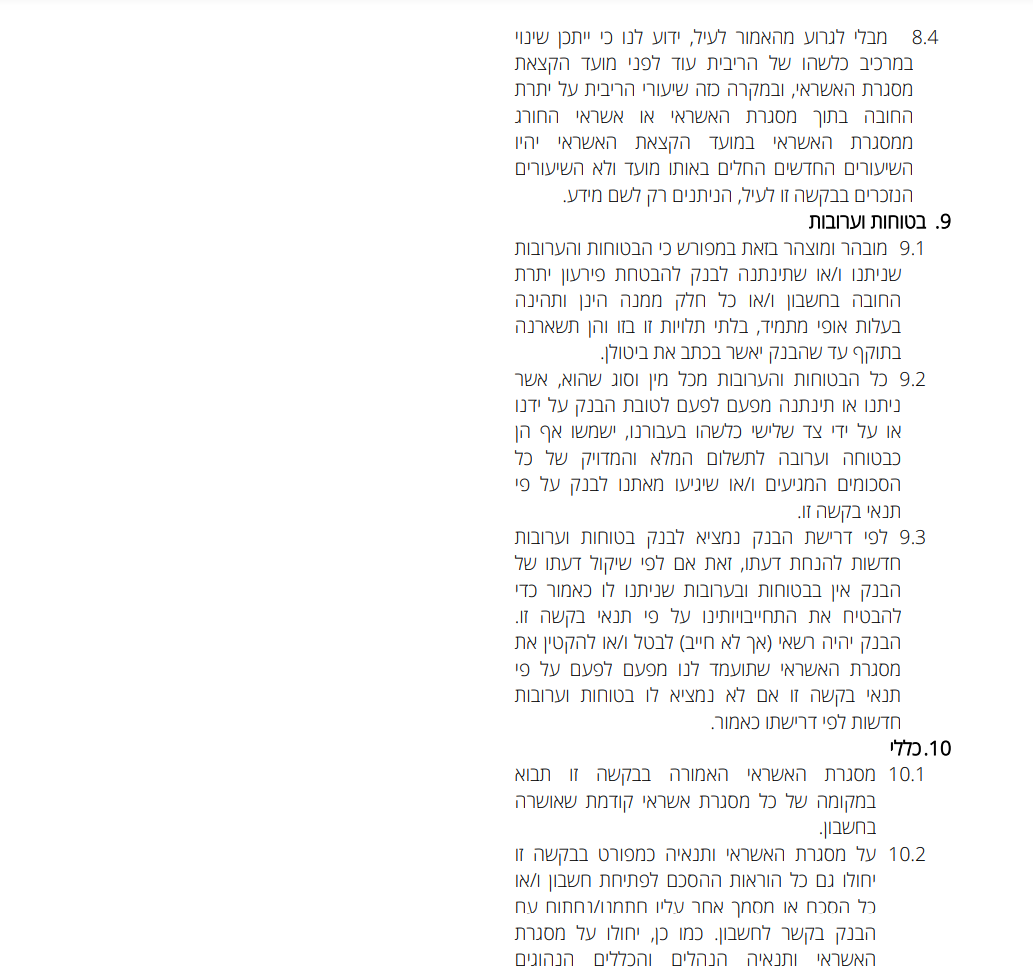 8.4 מבלי לגרוע מהאמור לעיל, ידוע לנו כי ייתכן שינוי
במרכיב כלשהו של הריבית עוד לפני מועד הקצאת
מסגרת האשראי, ובמקרה כזה שיעורי הריבית על יתרת
החובה בתוך מסגרת האשראי או אשראי החורג
ממסגרת האשראי במועד הקצאת האשראי יהיו
השיעורים החדשים החלים באותו מועד ולא השיעורים
הנזכרים בבקשה זו לעיל, הניתנים רק לשם מידע.
9. בטוחות וערובות
9.1 מובהר ומוצהר בזאת במפורש כי הבטוחות והערובות
שניתנו ו/או שתינתנה לבנק להבטחת פירעון יתרת
החובה בחשבון ו/או כל חלק ממנה הינן ותהינה
בעלות אופי מתמיד, בלתי תלויות זו בזו והן תשארנה
בתוקף עד שהבנק יאשר בכתב את ביטולן.
9.2 כל הבטוחות והערובות מכל מין וסוג שהוא, אשר
ניתנו או תינתנה מפעם לפעם לטובת הבנק על ידנו
או על ידי צד שלישי כלשהו בעבורנו, ישמשו אף הן
כבטוחה וערובה לתשלום המלא והמדויק של כל
הסכומים המגיעים ו/או שיגיעו מאתנו לבנק על פי
תנאי בקשה זו.
9.3 לפי דרישת הבנק נמציא לבנק בטוחות וערובות
חדשות להנחת דעתו, זאת אם לפי שיקול דעתו של
הבנק אין בבטוחות ובערובות שניתנו לו כאמור כדי
להבטיח את התחייבויותינו על פי תנאי בקשה זו.
הבנק יהיה רשאי (אך לא חייב) לבטל ו/או להקטין את
מסגרת האשראי שתועמד לנו מפעם לפעם על פי
תנאי בקשה זו אם לא נמציא לו בטוחות וערובות
חדשות לפי דרישתו כאמור.
10. כללי
10.1 מסגרת האשראי האמורה בבקשה זו תבוא
במקומה של כל מסגרת אשראי קודמת שאושרה
בחשבון.
10.2 על מסגרת האשראי ותנאיה כמפורט בבקשה זו
יחולו גם כל הוראות ההסכם לפתיחת חשבון ו/או
כל הסכם או מסמך אחר עליו חתמנו/נחתום עם
הבנק בקשר לחשבון. כמו כן, יחולו על מסגרת
האשראי ותנאיה הנהלים והכללים הנהוגים